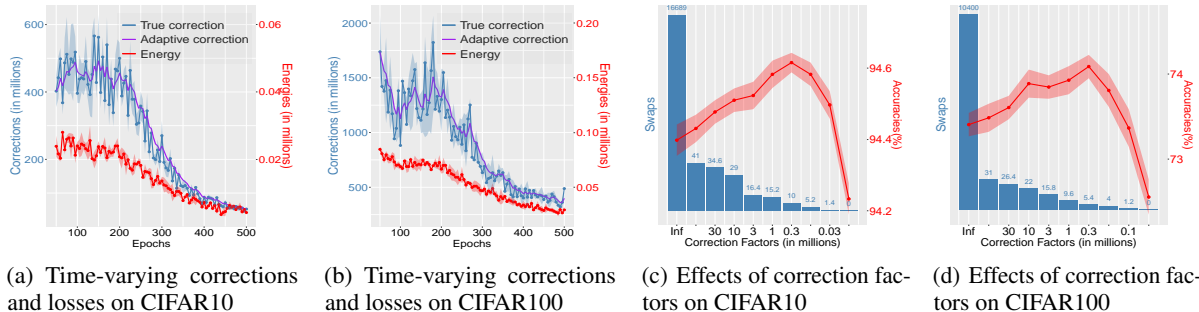 600
400
200
Corrections (in millions)
0.06
0.04
0.02
Energies (in millions)
True correction
Adaptive correction
Energy
100 200 300 400 500
Epochs
2000
1750
1500
1250
1000
750
500
250
Corrections (in millions)
0.20
0.15
0.10
0.05
Energies (in millions)
True correction
Adaptive correction
Energy
100 200 300 400 500
Epochs
16689
41
34.6
29
16.4
15.2
10
5.2
1.4
0
Swaps
94.6
94.4
94.2
Accuracies(%)
Inf 30 10 3 1 0.3 0.03
Correction Factors (in millions)
10400
31
26.4
22
15.8
9.6
5.4
4
1.2
0
Swaps
74
73
Accuracies(%)
Inf 30 10 3 1 0.3 0.1
Correction Factors (in millions)
(a) Time-varying corrections
and losses on CIFAR10
(b) Time-varying corrections
and losses on CIFAR100
(c) Effects of correction fac-
tors on CIFAR10
(d) Effects of correction fac-
tors on CIFAR100